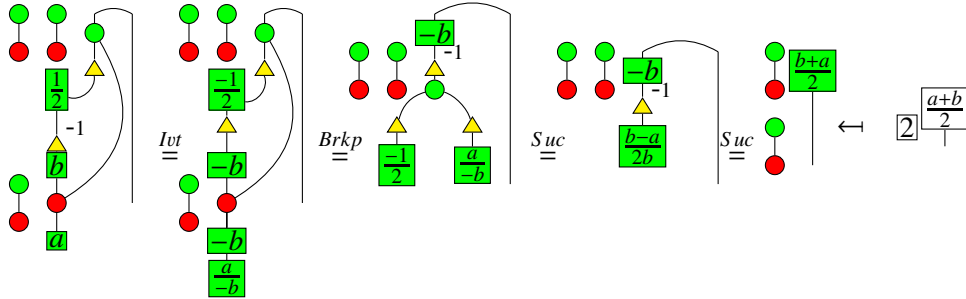 1/2
-1
b
a
Ivt
=
-1/2
-b
-b
a/-b
Brkp
=
-b
-1
-1/2
a/-b
Suc
=
-b
-1
b-a/2b
Suc
=
b+a/2
↤
2
a+b/2